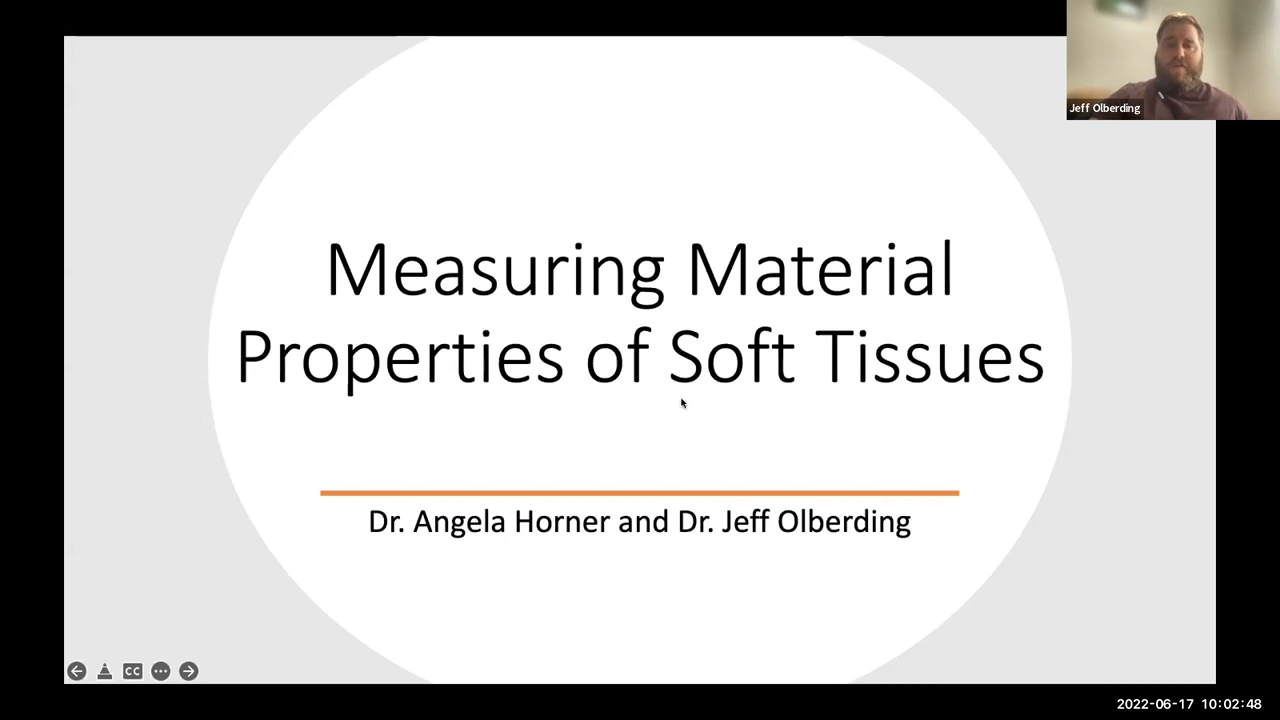 Jeff Olberding
Measuring Material
Properties of Soft Tissues
Dr. Angela Horner and Dr. Jeff Olberding
CC
2022-06-17 10:02:48